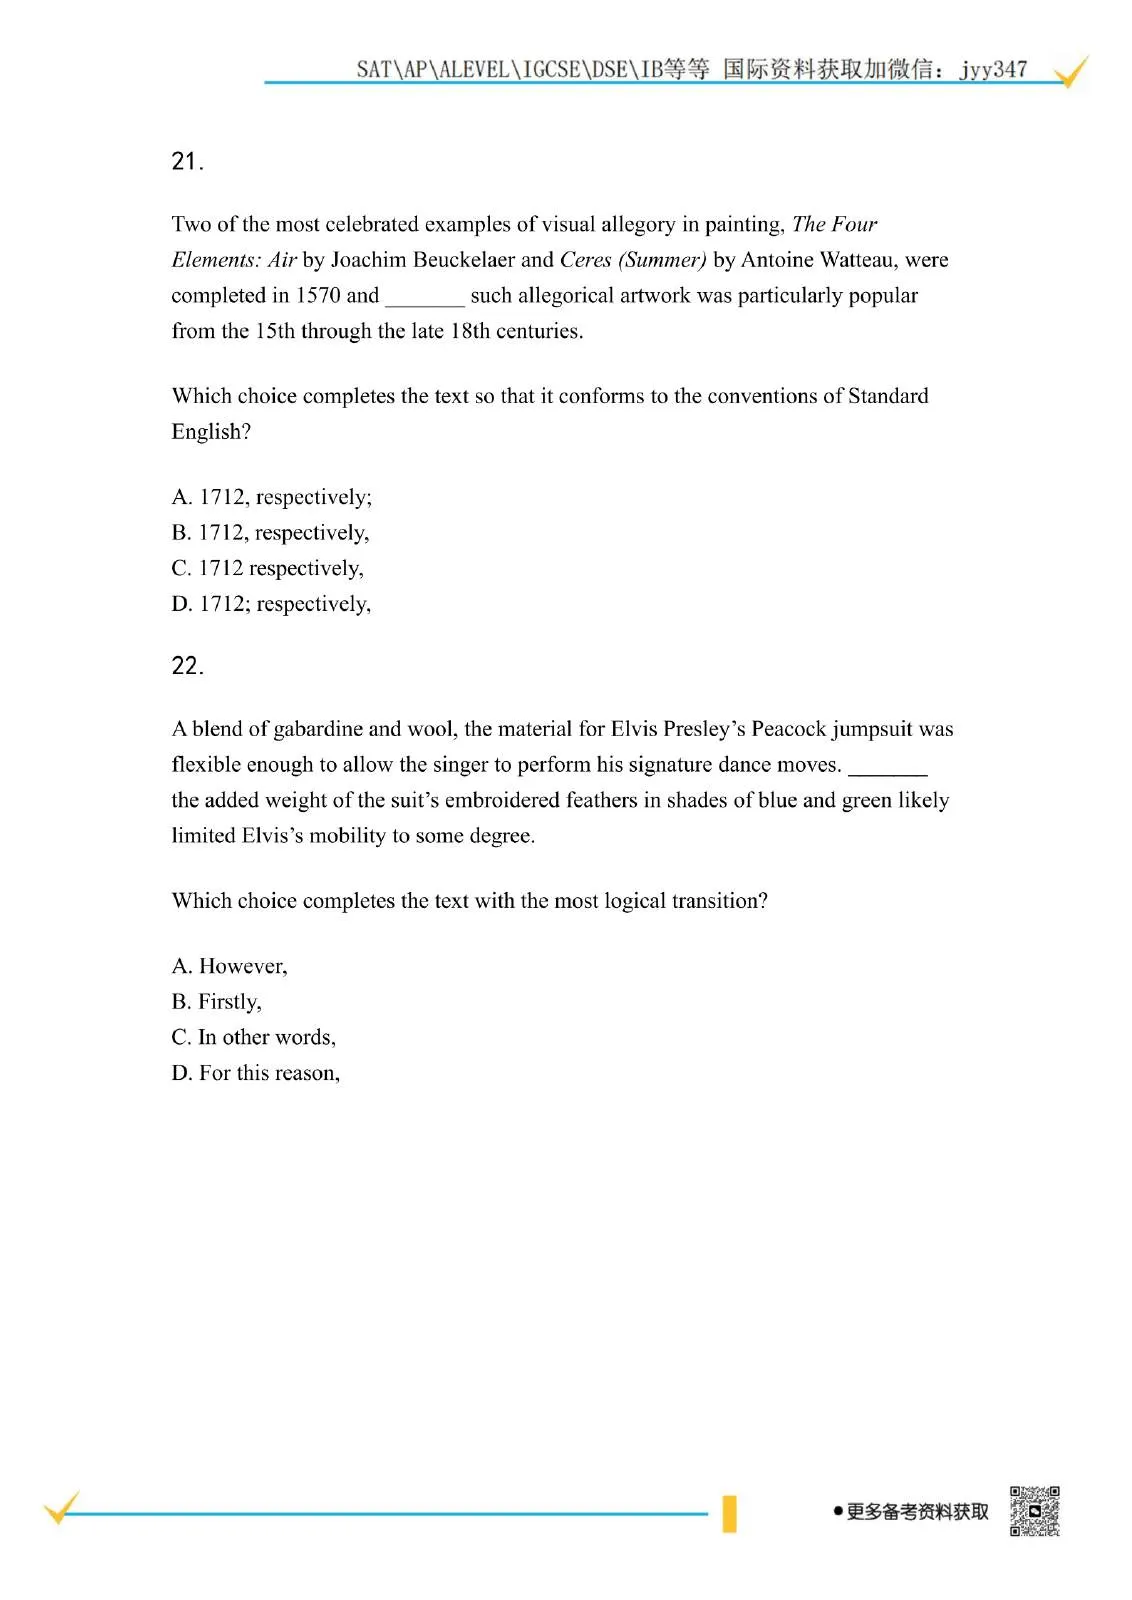 SAT\AP\ALEVEL\IGCSE\DSE\IB等等 国际资料获取加微信：jyy347
21.
Two of the most celebrated examples of visual allegory in painting, The Four
Elements: Air by Joachim Beuckelaer and Ceres (Summer) by Antoine Watteau, were
completed in 1570 and _______ such allegorical artwork was particularly popular
from the 15th through the late 18th centuries.
Which choice completes the text so that it conforms to the conventions of Standard
English?
A. 1712, respectively;
B. 1712, respectively,
C. 1712 respectively,
D. 1712; respectively,
22.
A blend of gabardine and wool, the material for Elvis Presley’s Peacock jumpsuit was
flexible enough to allow the singer to perform his signature dance moves. _______
the added weight of the suit’s embroidered feathers in shades of blue and green likely
limited Elvis’s mobility to some degree.
Which choice completes the text with the most logical transition?
A. However,
B. Firstly,
C. In other words,
D. For this reason,
●更多备考资料获取